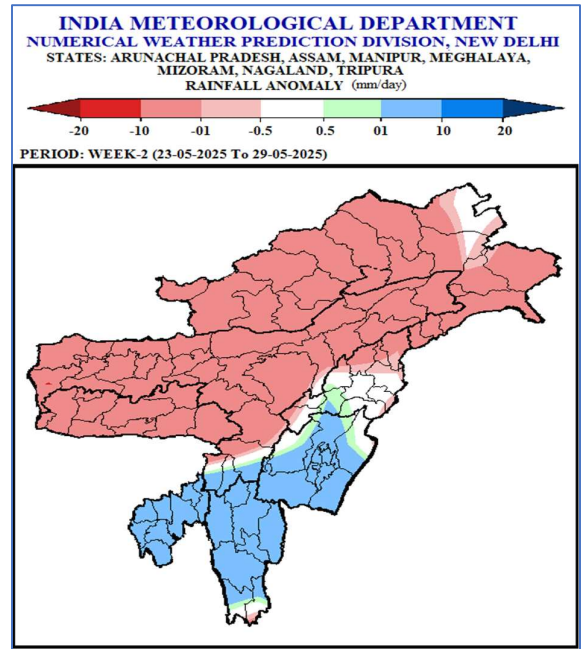 INDIA METEOROLOGICAL DEPARTMENT
NUMERICAL WEATHER PREDICTION DIVISION, NEW DELHI
STATES: ARUNACHAL PRADESH, ASSAM, MANIPUR, MEGHALAYA,
MIZORAM, NAGALAND, TRIPURA
RAINFALL ANOMALY (mm/day)
-20 -10 -01 -0.5 0.5 01 10 20
PERIOD: WEEK-2 (23-05-2025 To 29-05-2025)